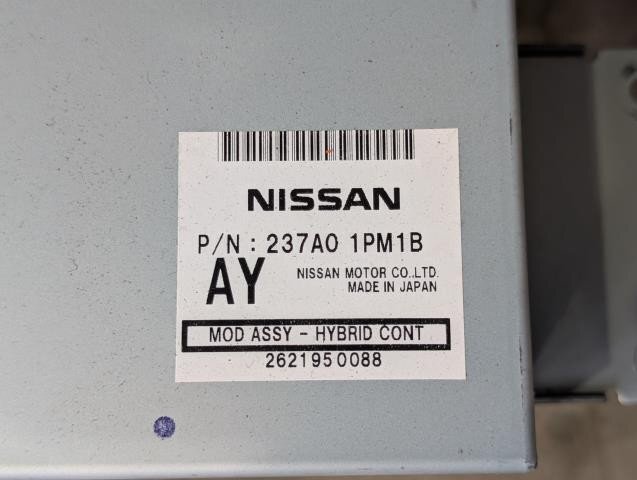 NISSAN
P/N : 237A0 1PM1B
AY
NISSAN MOTOR CO.,LTD.
MADE IN JAPAN
MOD ASSY - HYBRID CONT
2621950088